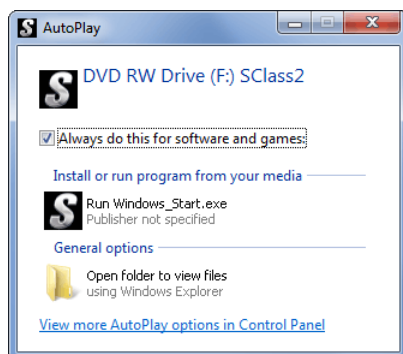 AutoPlay
DVD RW Drive (F:) SClass2
Always do this for software and games:
Install or run program from your media
Run Windows_Start.exe
Publisher not specified
General options
Open folder to view files
using Windows Explorer
View more AutoPlay options in Control Panel